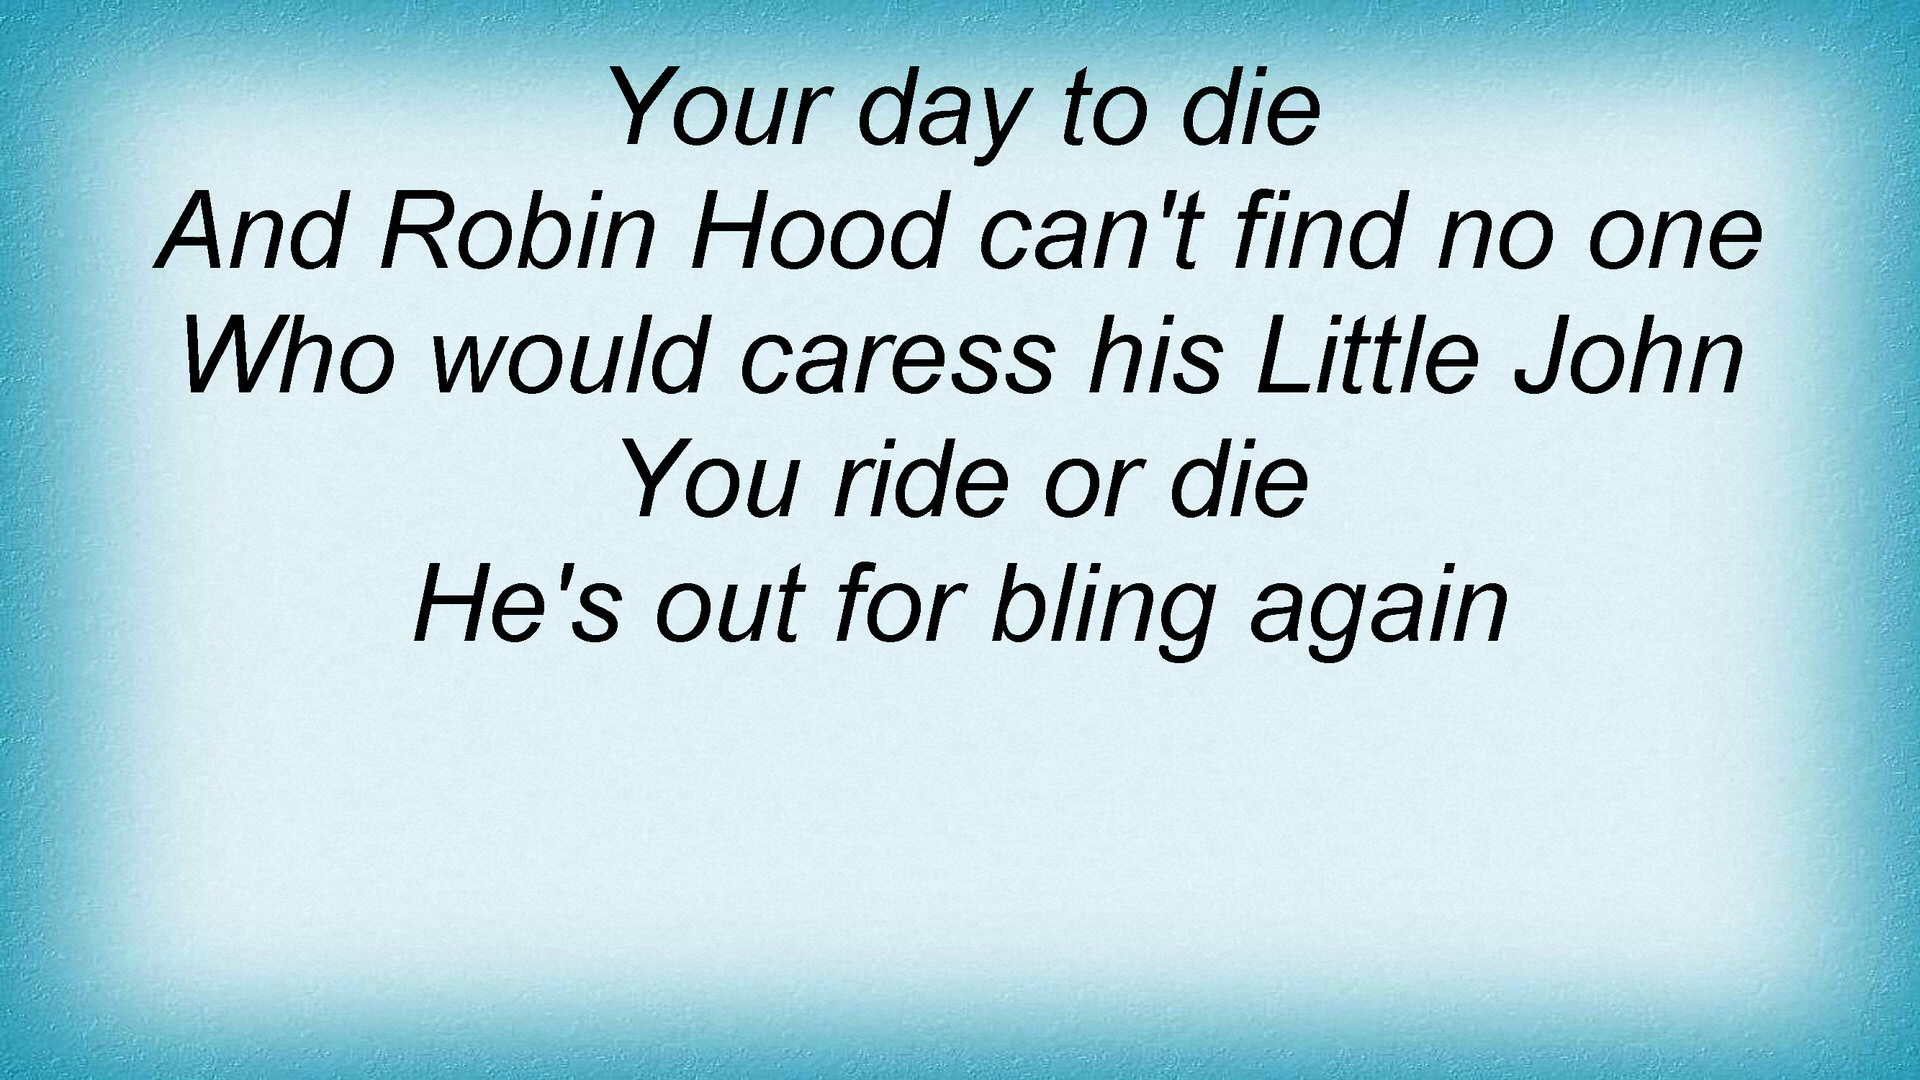 Your day to die
And Robin Hood can't find no one
Who would caress his Little John
You ride or die
He's out for bling again